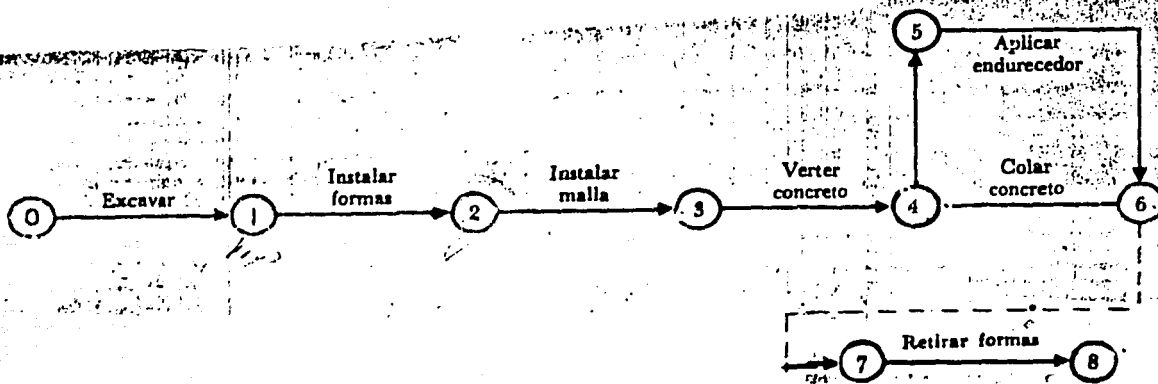 5
Aplicar
endurecedor
Instalar
formas
Instalar
malla
Verter
concreto
Colar
concreto
0
Excavar
1
2
3
4
6
7
Retirar formas
8